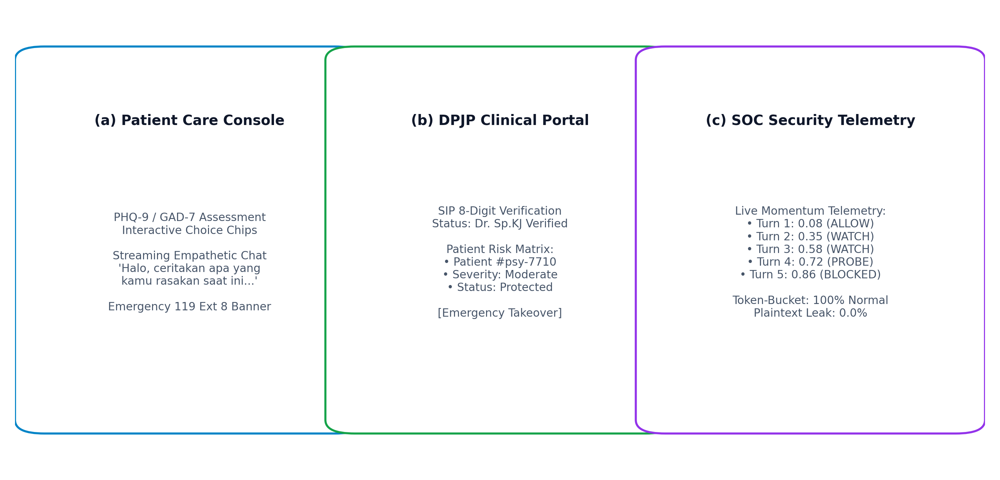 (a) Patient Care Console
PHQ-9 / GAD-7 Assessment
Interactive Choice Chips
Streaming Empathetic Chat
'Halo, ceritakan apa yang
kamu rasakan saat ini...'
Emergency 119 Ext 8 Banner
(b) DPJP Clinical Portal
SIP 8-Digit Verification
Status: Dr. Sp.KJ Verified
Patient Risk Matrix:
• Patient #psy-7710
• Severity: Moderate
• Status: Protected
[Emergency Takeover]
(c) SOC Security Telemetry
Live Momentum Telemetry:
• Turn 1: 0.08 (ALLOW)
• Turn 2: 0.35 (WATCH)
• Turn 3: 0.58 (WATCH)
• Turn 4: 0.72 (PROBE)
• Turn 5: 0.86 (BLOCKED)
Token-Bucket: 100% Normal
Plaintext Leak: 0.0%